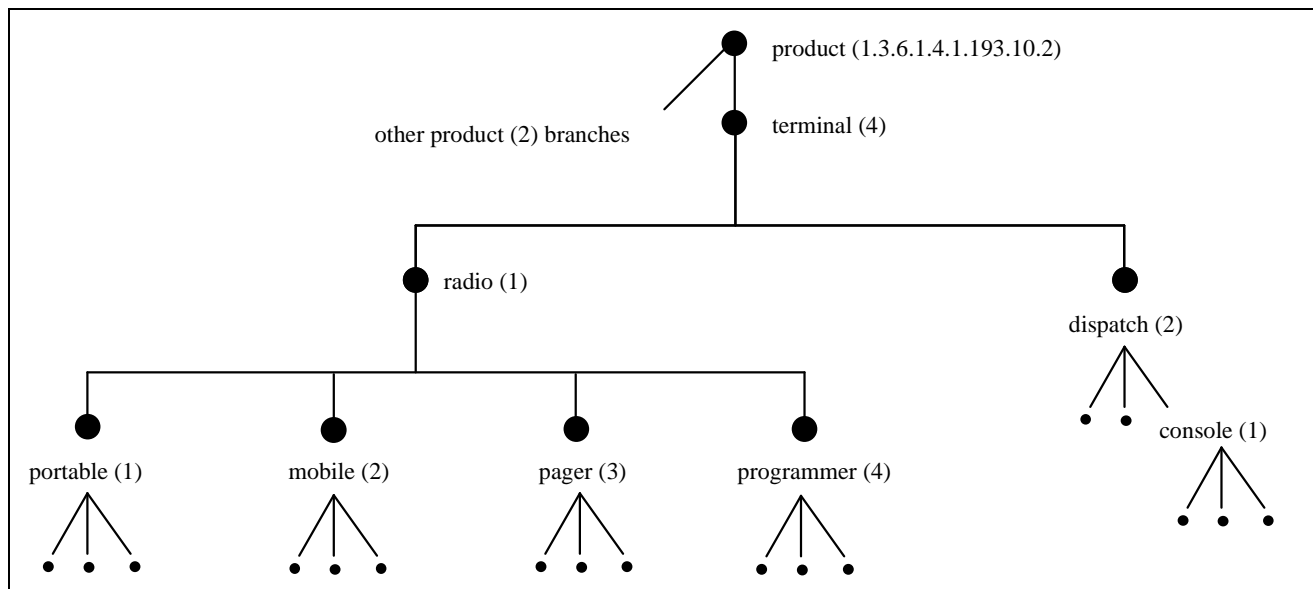 product (1.3.6.1.4.1.193.10.2)
other product (2) branches
terminal (4)
radio (1)
dispatch (2)
console (1)
portable (1)
mobile (2)
pager (3)
programmer (4)